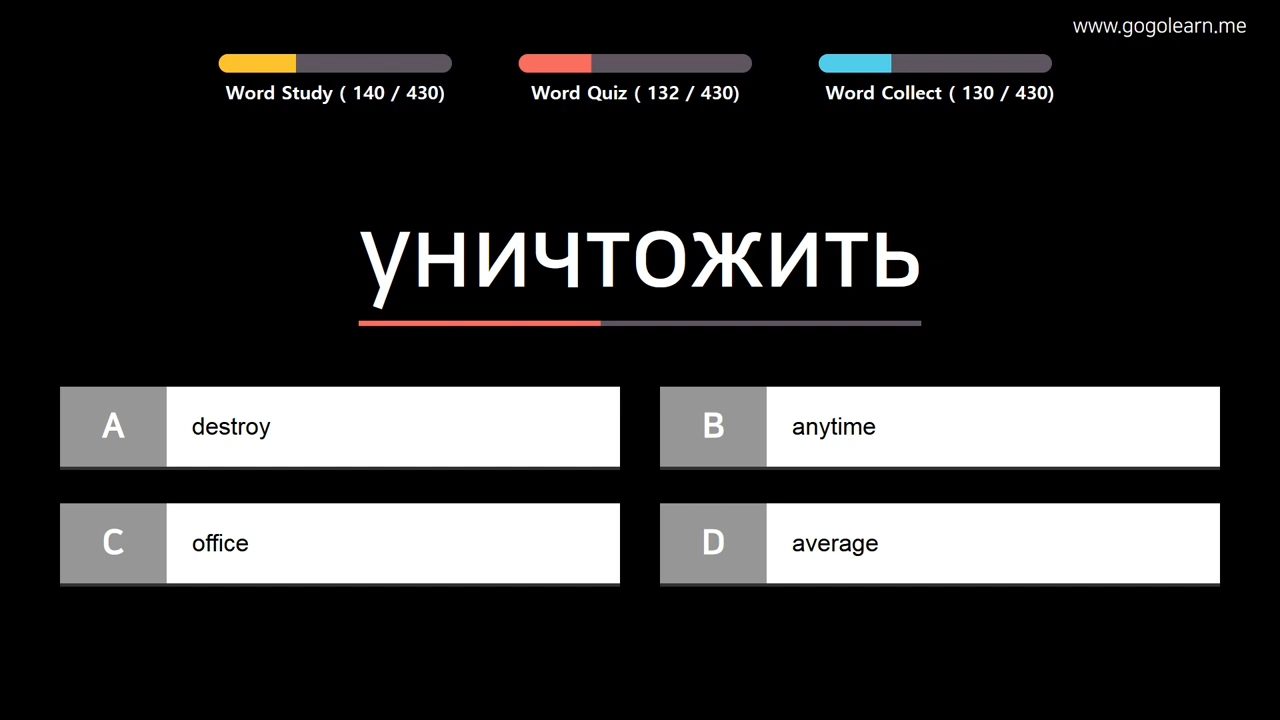 www.gogolearn.me
Word Study ( 140 / 430)
Word Quiz ( 132 / 430)
Word Collect ( 130 / 430)
уничтожить
A destroy
B anytime
C office
D average